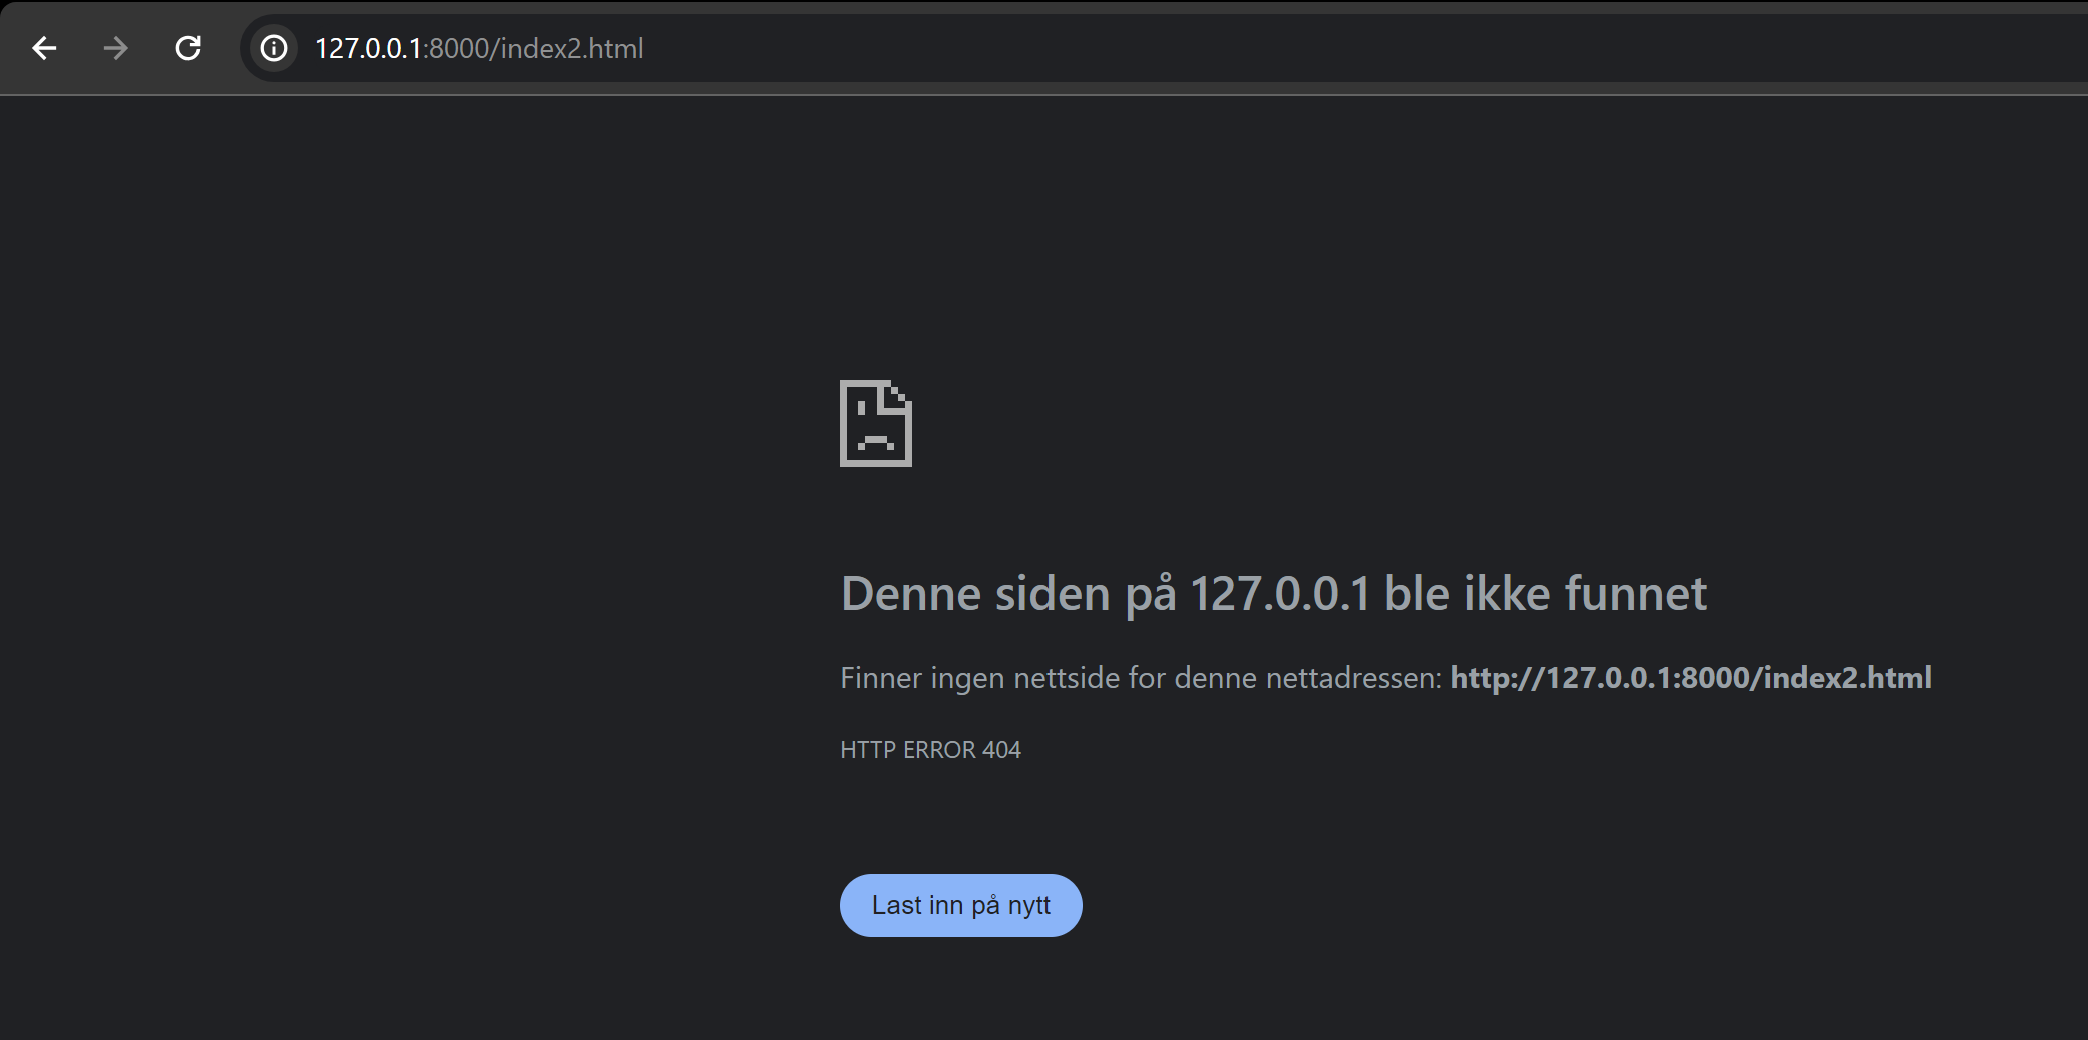 127.0.0.1:8000/index2.html
Denne siden på 127.0.0.1 ble ikke funnet
Finner ingen nettside for denne nettadressen: http://127.0.0.1:8000/index2.html
HTTP ERROR 404
Last inn på nytt